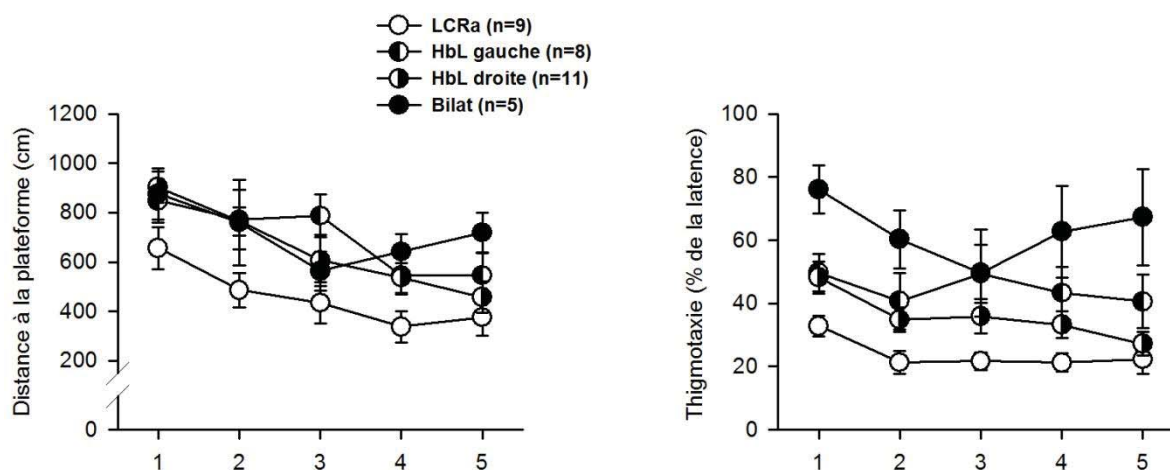 LCRa (n=9)
HbL gauche (n=8)
HbL droite (n=11)
Bilat (n=5)
Distance à la plateforme (cm)
1200
1000
800
600
400
200
0
1 2 3 4 5
Thigmotaxie (% de la latence)
100
80
60
40
20
0
1 2 3 4 5